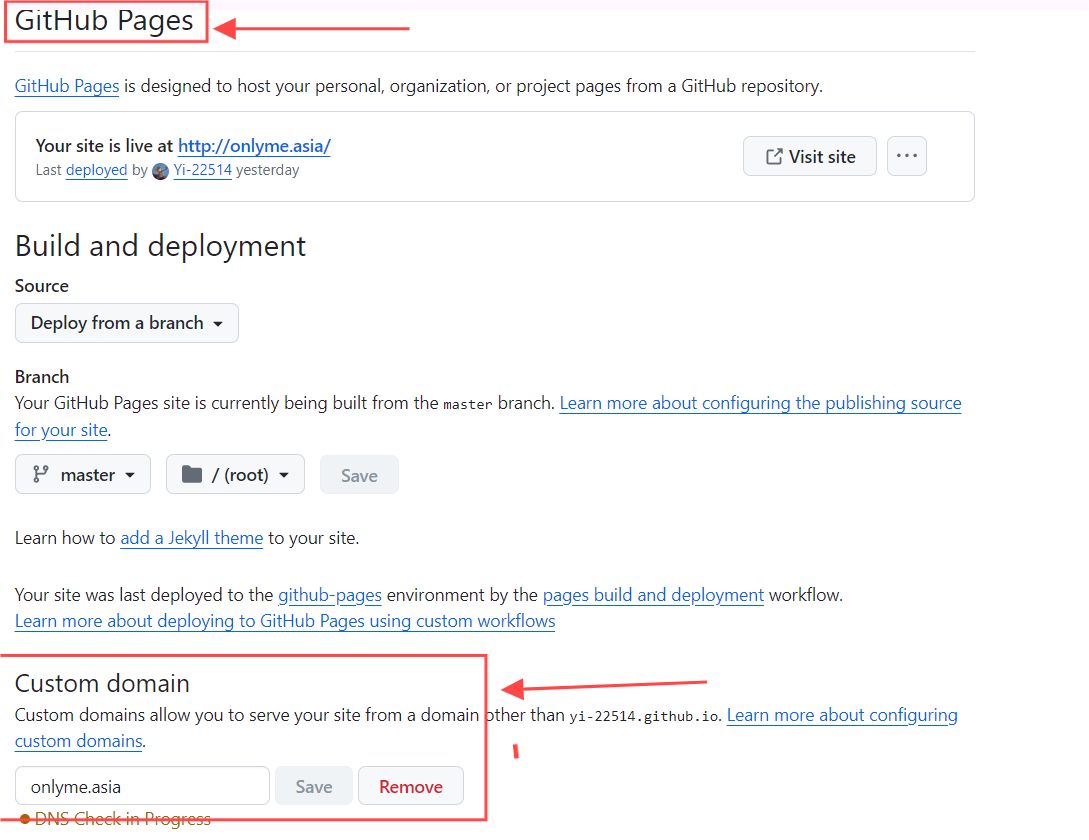 GitHub Pages
GitHub Pages is designed to host your personal, organization, or project pages from a GitHub repository.
Your site is live at http://onlyme.asia/
Last deployed by Yi-22514 yesterday
Visit site
Build and deployment
Source
Deploy from a branch
Branch
Your GitHub Pages site is currently being built from the master branch. Learn more about configuring the publishing source
for your site.
master
/ (root)
Save
Learn how to add a Jekyll theme to your site.
Your site was last deployed to the github-pages environment by the pages build and deployment workflow.
Learn more about deploying to GitHub Pages using custom workflows
Custom domain
Custom domains allow you to serve your site from a domain other than yi-22514.github.io. Learn more about configuring
custom domains.
onlyme.asia
Save
Remove
DNS Check in Progress